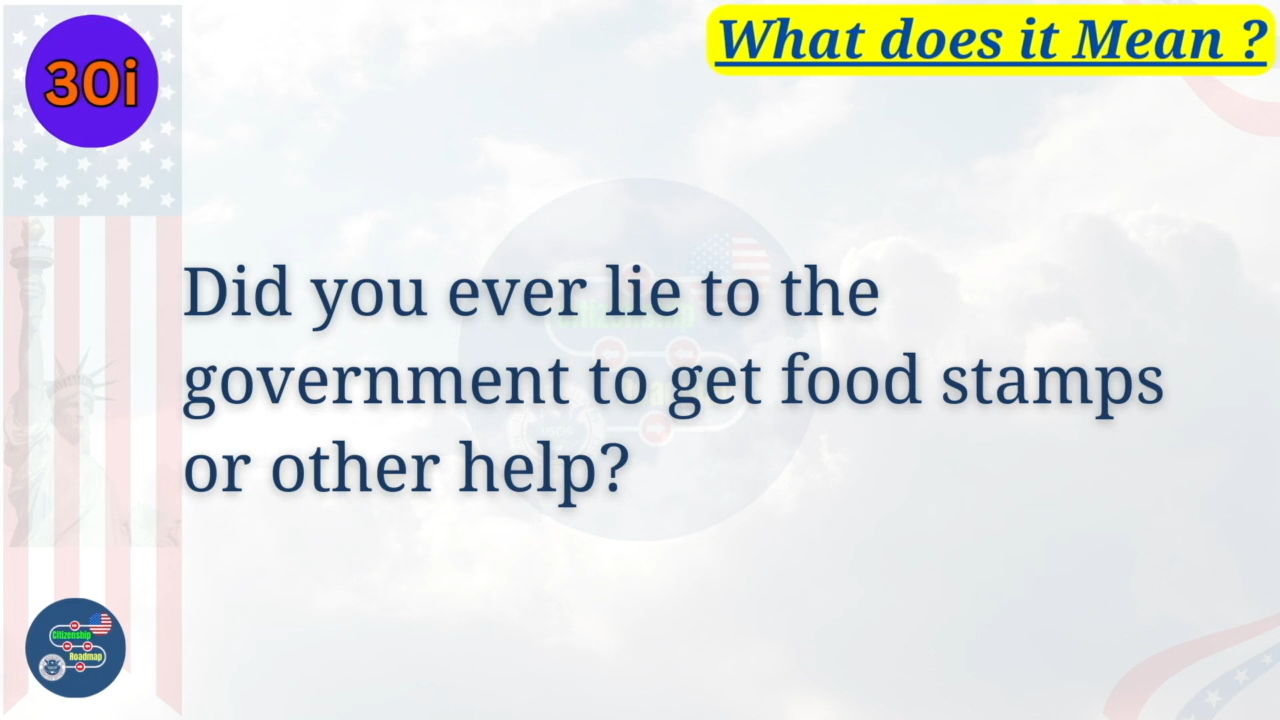 30i
What does it Mean ?
Did you ever lie to the
government to get food stamps
or other help?
Citizenship
Roadmap